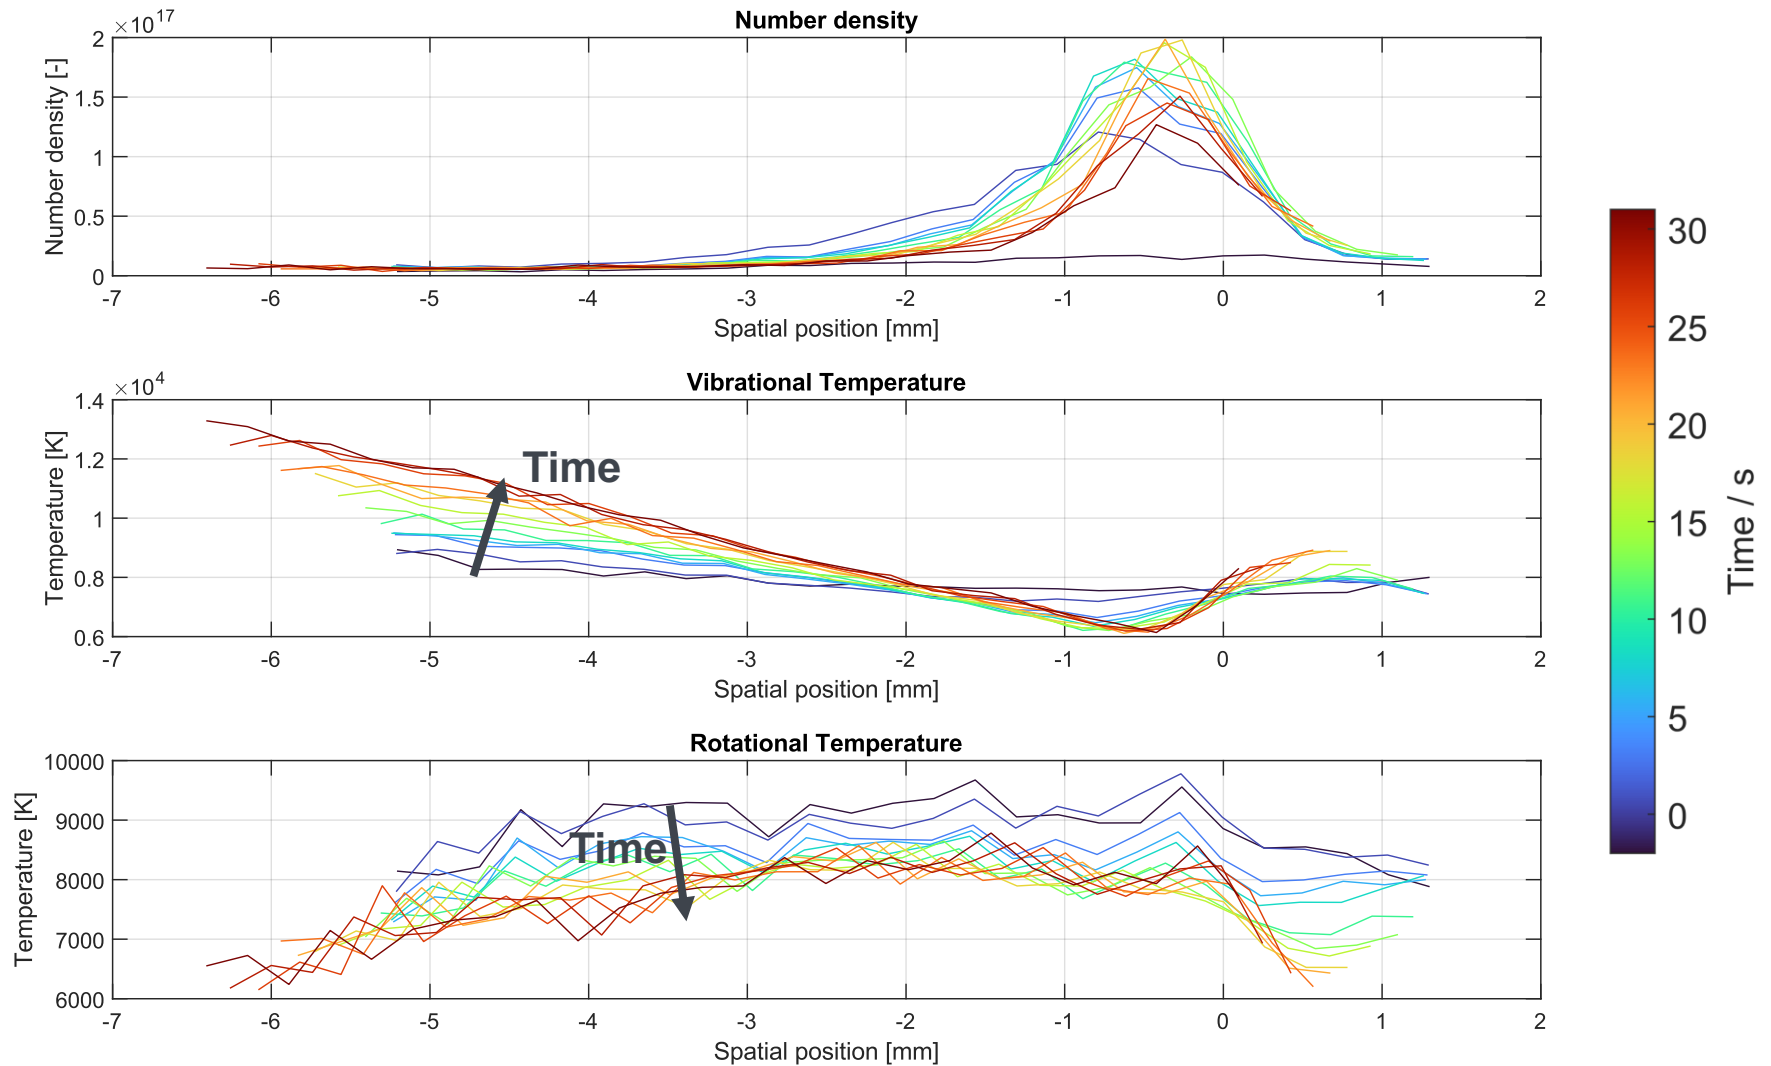 Number density
×10^17
2
1.5
1
0.5
0
Number density [-]
-7 -6 -5 -4 -3 -2 -1 0 1 2
Spatial position [mm]
Vibrational Temperature
×10^4
1.4
1.2
1
0.8
0.6
Temperature [K]
Time
-7 -6 -5 -4 -3 -2 -1 0 1 2
Spatial position [mm]
Rotational Temperature
10000
9000
8000
7000
6000
Temperature [K]
Time
-7 -6 -5 -4 -3 -2 -1 0 1 2
Spatial position [mm]
30
25
20
15
10
5
0
Time / s